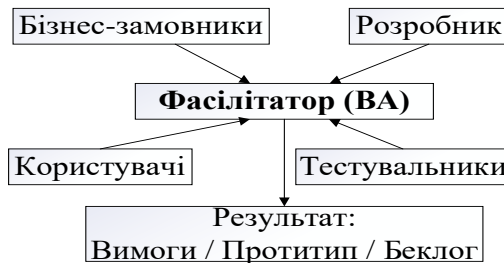 Бізнес-замовники
Розробник
Фасілітатор (BA)
Користувачі
Тестувальники
Результат:
Вимоги / Протитип / Беклог